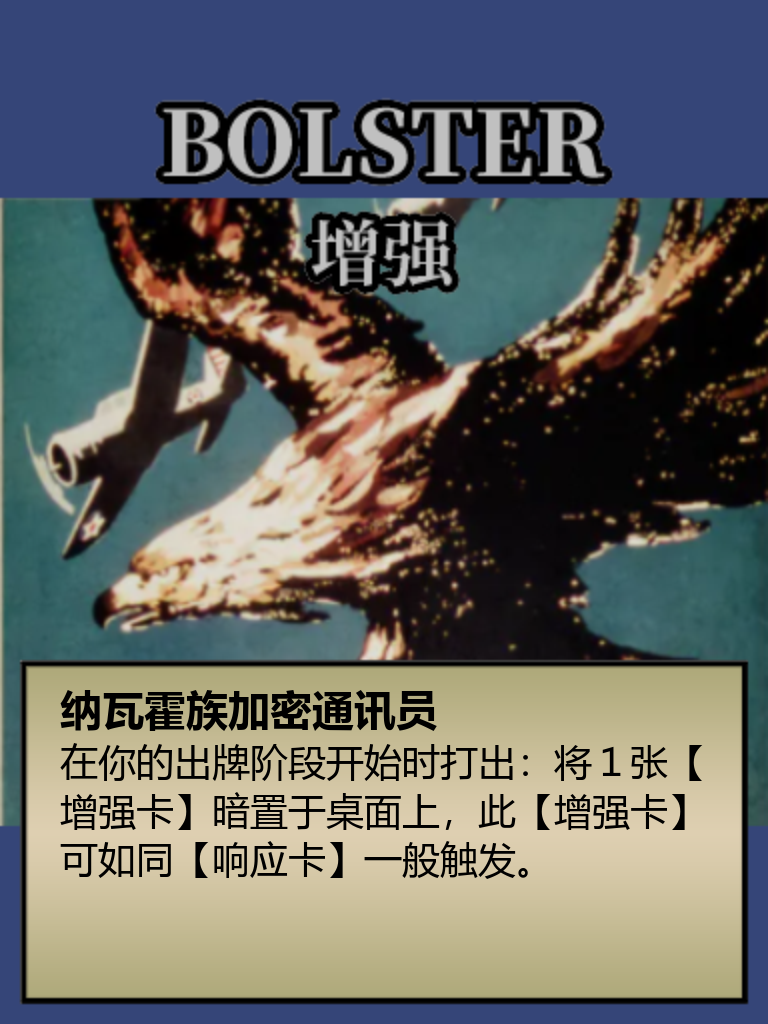 BOLSTER
增强
纳瓦霍族加密通讯员
在你的出牌阶段开始时打出：将１张【
增强卡】暗置于桌面上，此【增强卡】
可如同【响应卡】一般触发。